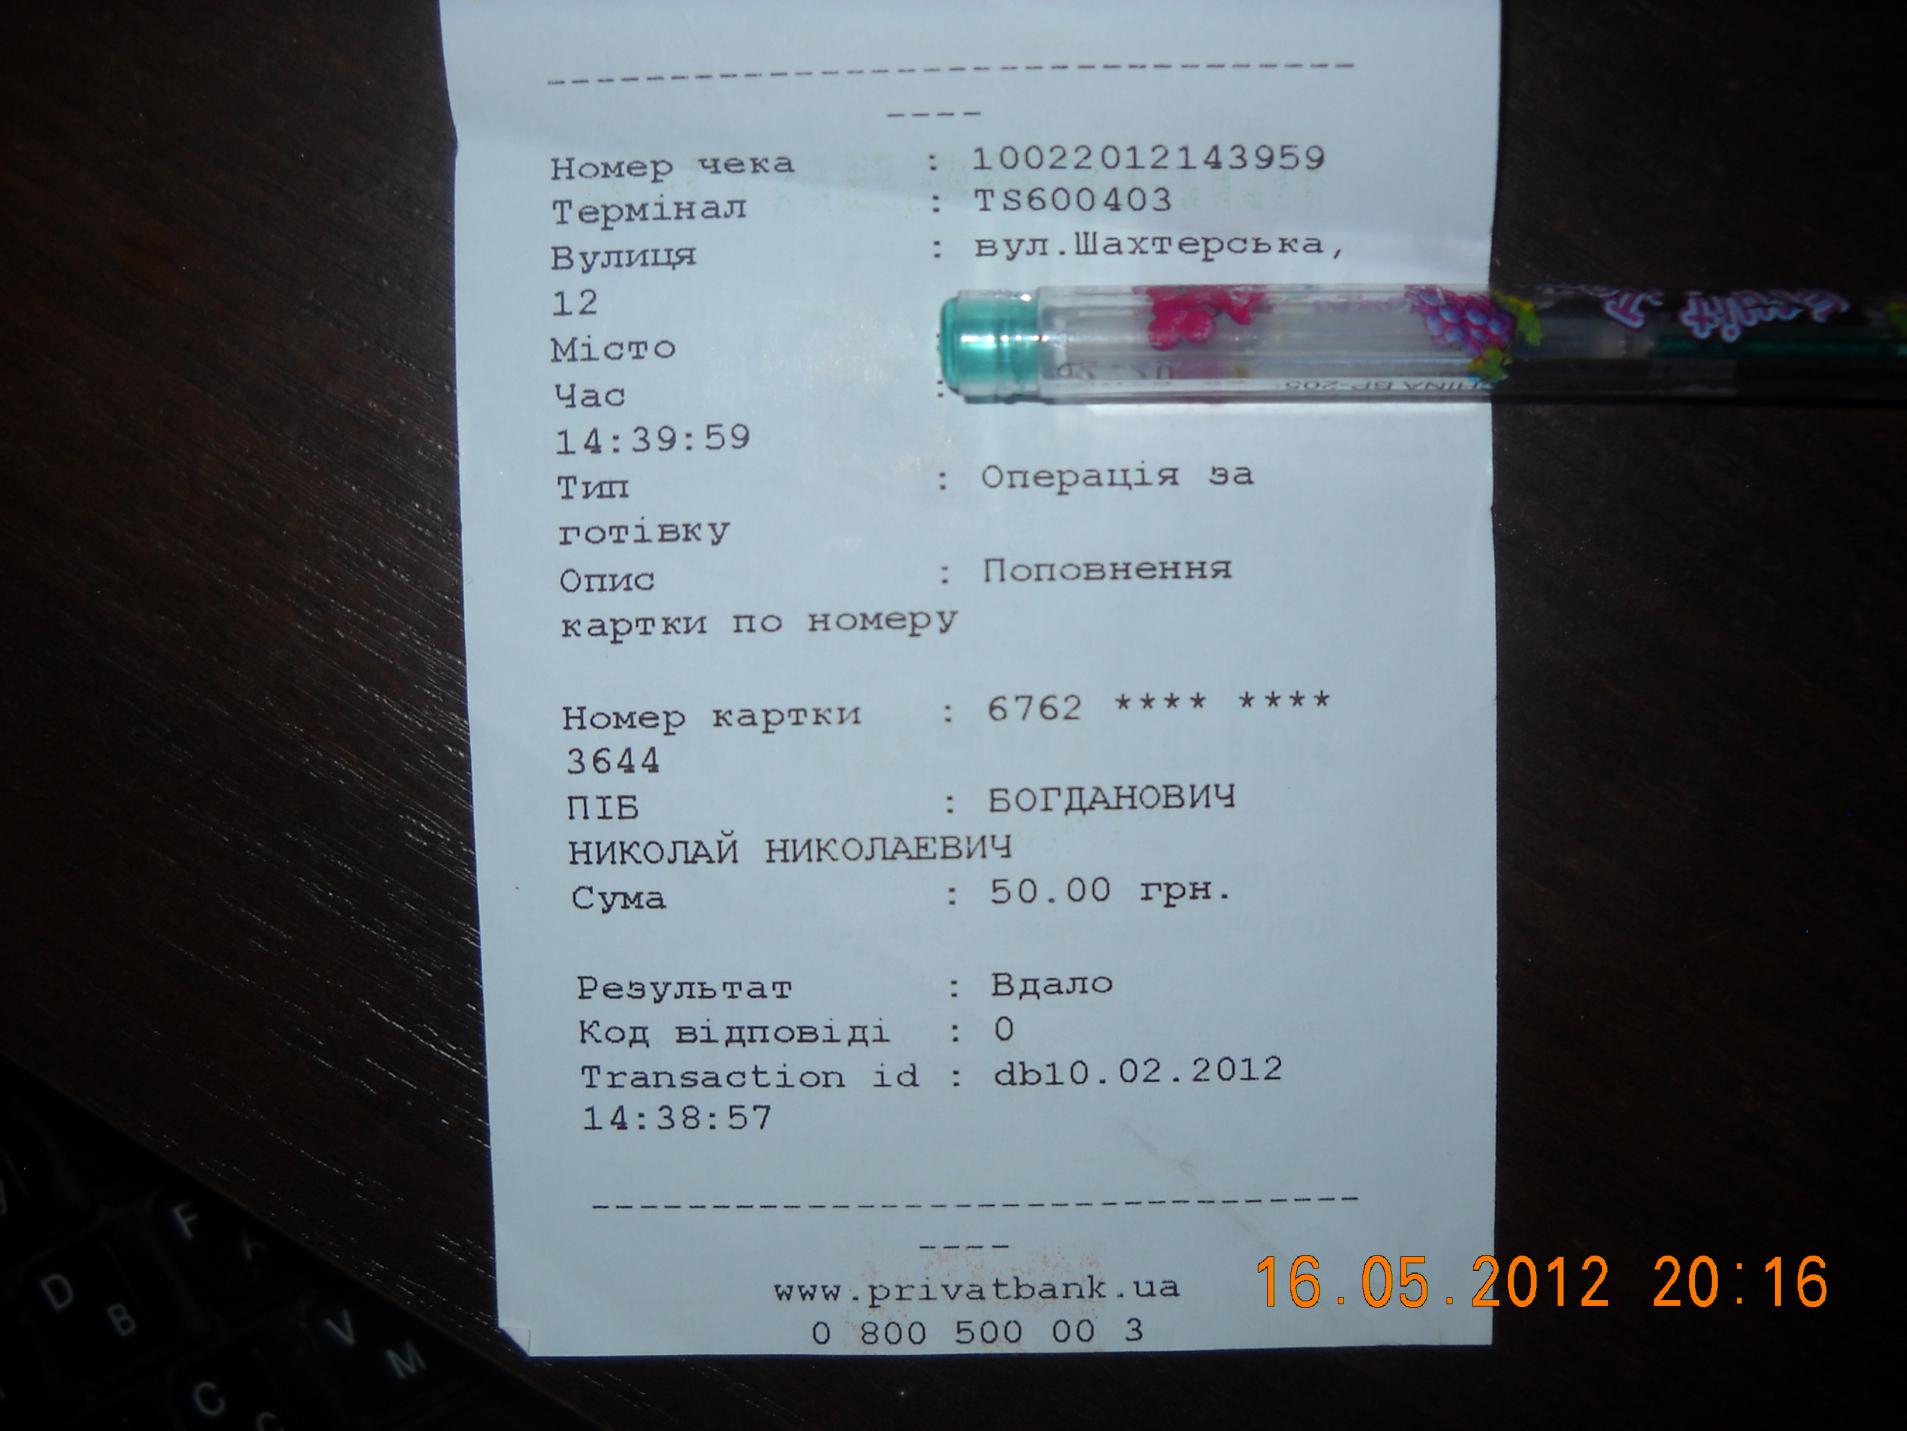 Номер чека : 10022012143959
Термінал : TS600403
Вулиця : вул.Шахтерська,
12
Місто
Час :
14:39:59
Тип : Операція за
готівку
Опис : Поповнення
картки по номеру
Номер картки : 6762 **** ****
3644
ПІБ : БОГДАНОВИЧ
НИКОЛАЙ НИКОЛАЕВИЧ
Сума : 50.00 грн.
Результат : Вдало
Код відповіді : 0
Transaction id : db10.02.2012
14:38:57
www.privatbank.ua
0 800 500 00 3
16.05.2012 20:16
D
B
F
V
M
C